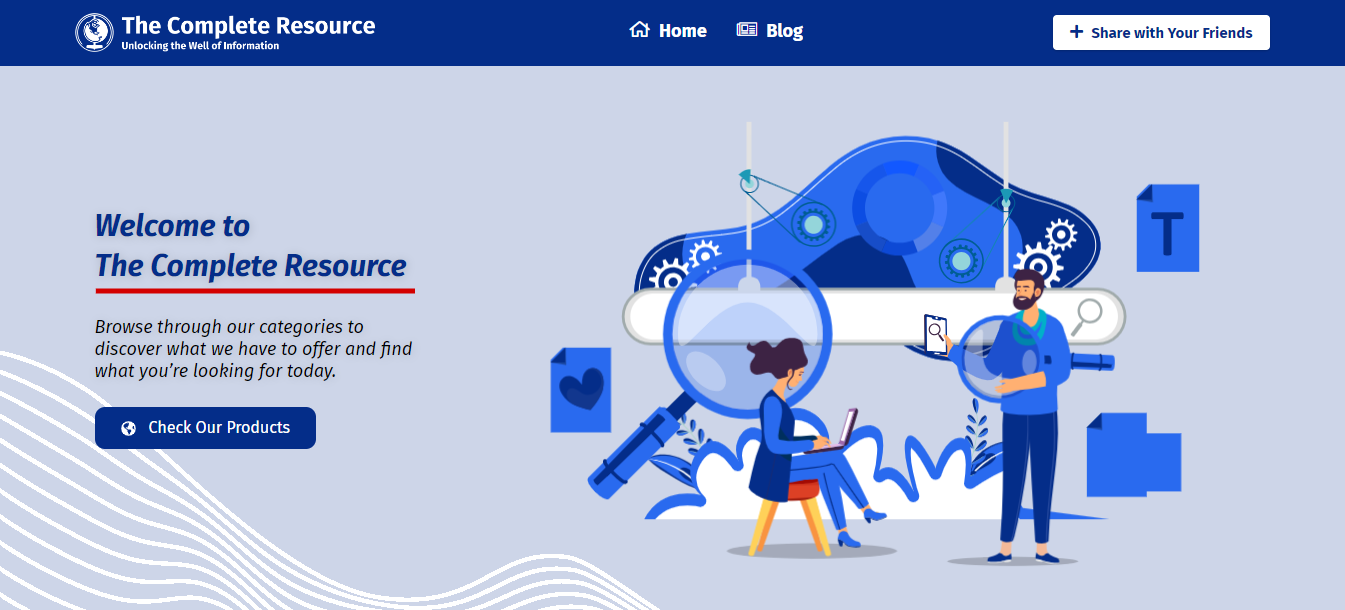 The Complete Resource
Unlocking the Well of Information
Home
Blog
Share with Your Friends
Welcome to
The Complete Resource
Browse through our categories to
discover what we have to offer and find
what you’re looking for today.
Check Our Products
T